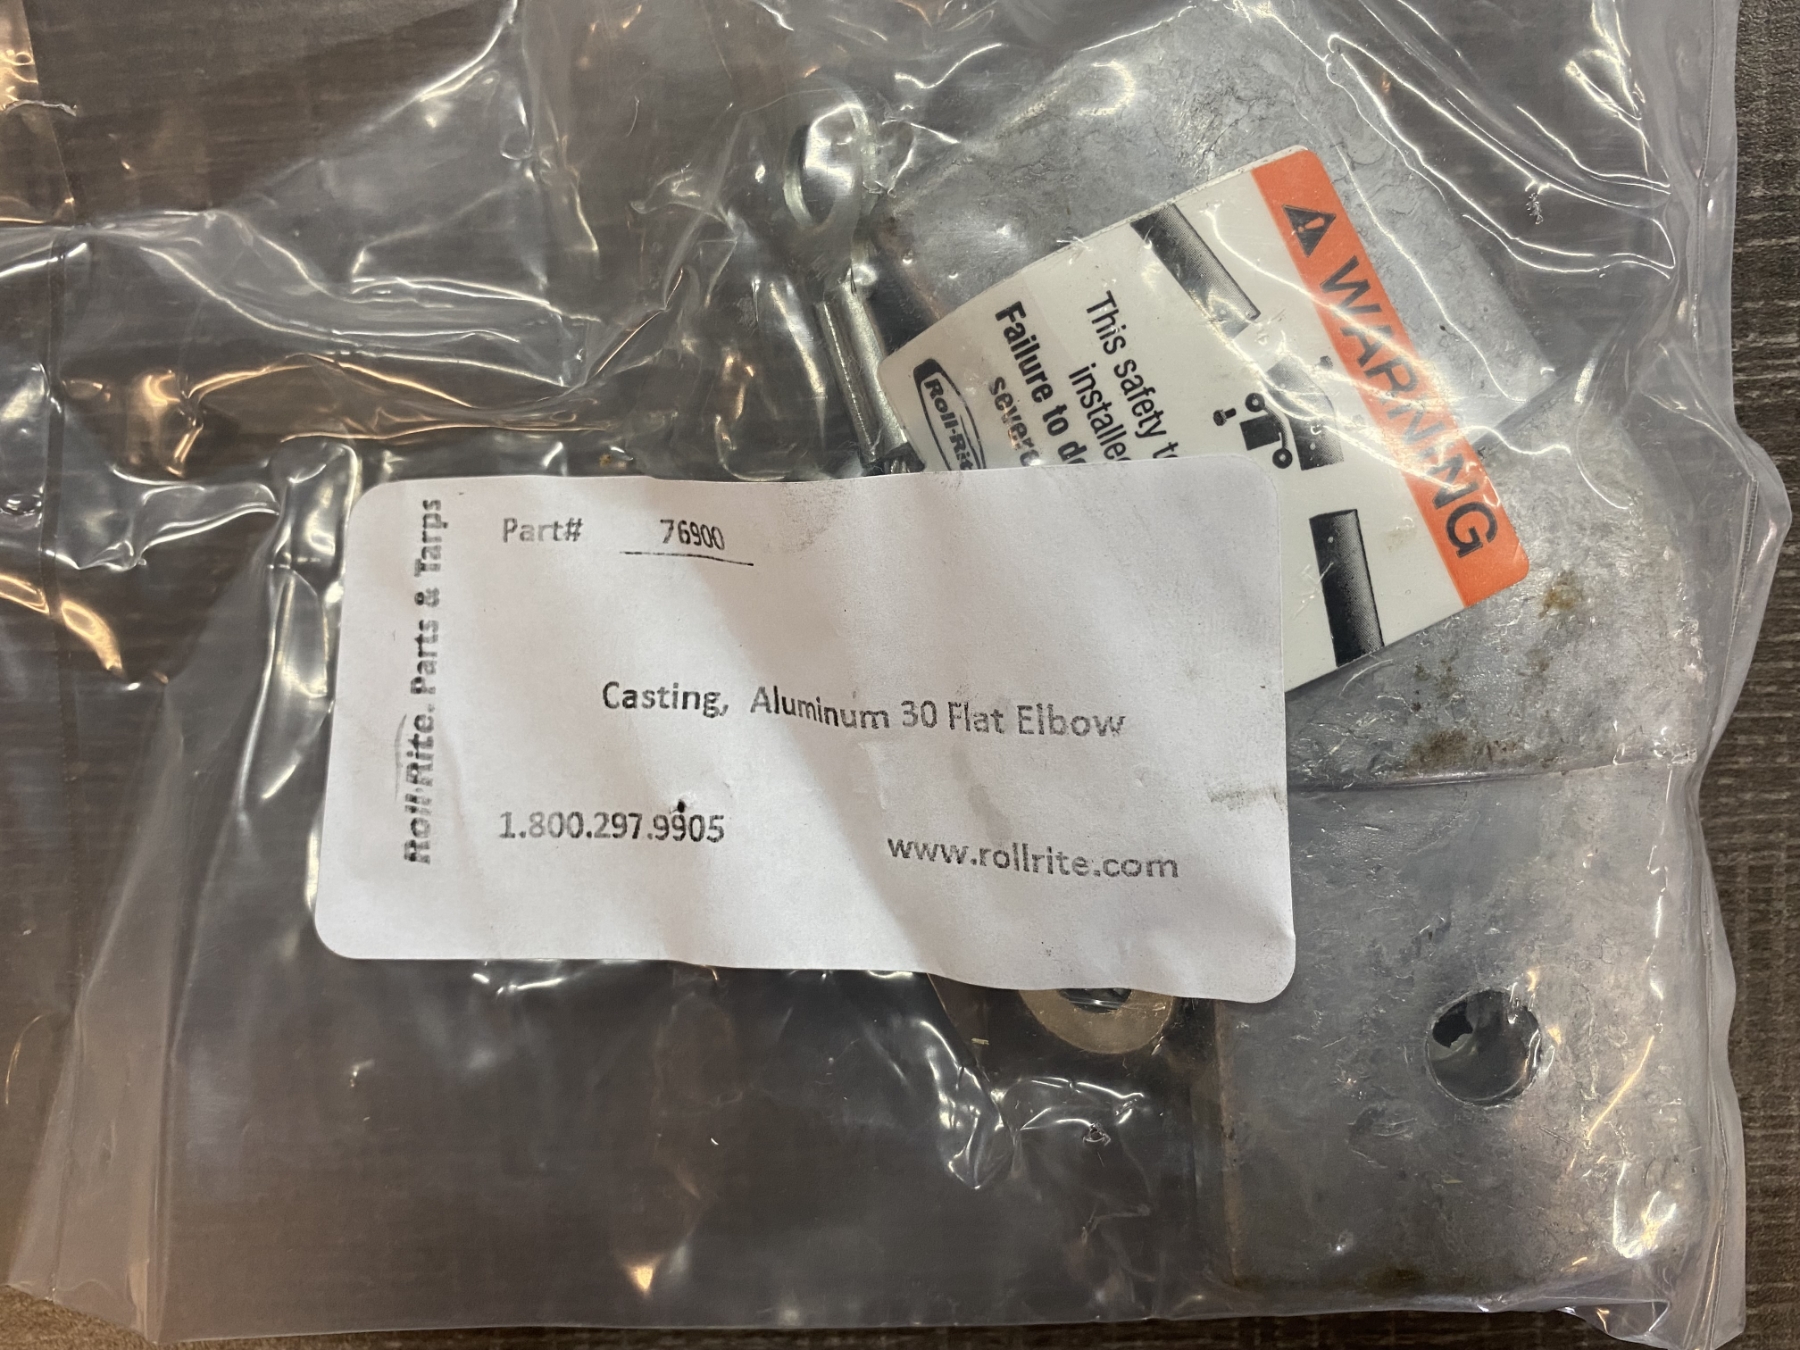 WARNING
This safety
installe
Failure to d
sever
Roll-Rit
Roll·Rite. Parts & Tarps
Part# 76900
Casting, Aluminum 30 Flat Elbow
1.800.297.9905
www.rollrite.com